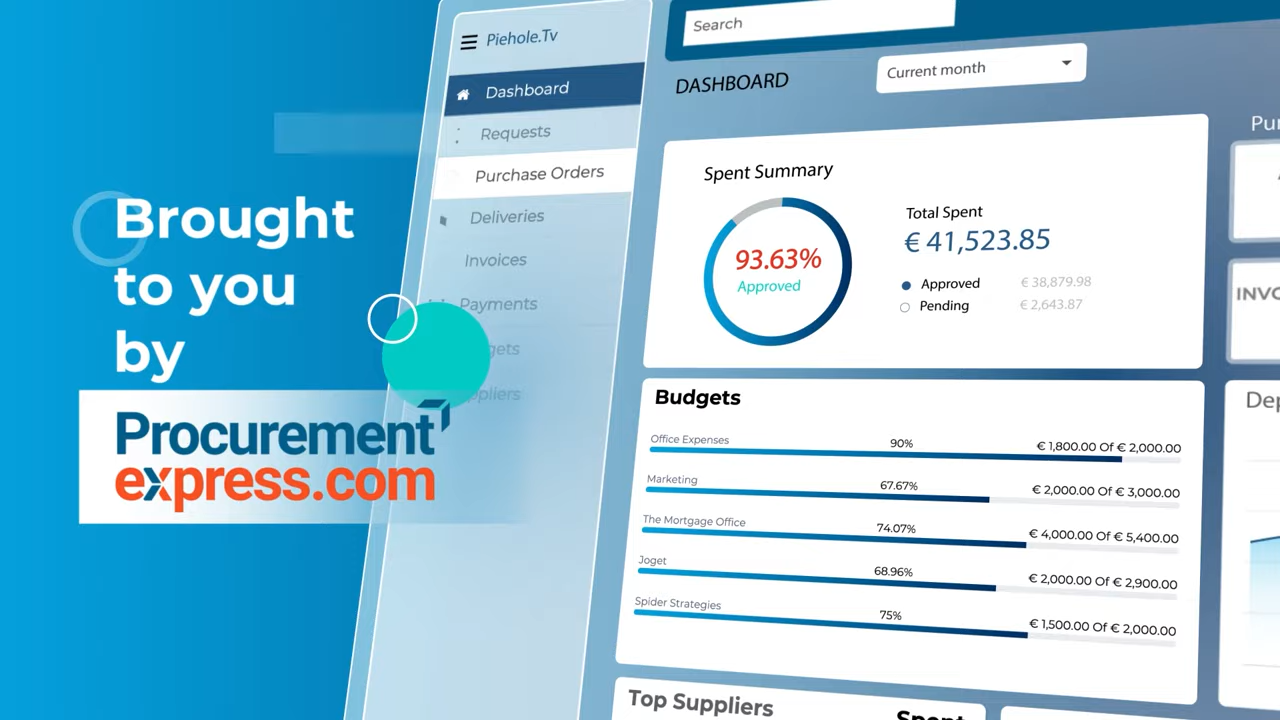 Brought
to you
by
Procurement
express.com
Piehole.Tv
Dashboard
Requests
Purchase Orders
Deliveries
Invoices
Payments
Search
DASHBOARD
Current month
Spent Summary
93.63%
Approved
Total Spent
€ 41,523.85
Approved € 38,879.98
Pending € 2,643.87
Budgets
Office Expenses 90% € 1,800.00 Of € 2,000.00
Marketing 67.67% € 2,000.00 Of € 3,000.00
The Mortgage Office 74.07% € 4,000.00 Of € 5,400.00
Joget 68.96% € 2,000.00 Of € 2,900.00
Spider Strategies 75% € 1,500.00 Of € 2,000.00
Top Suppliers
Spent